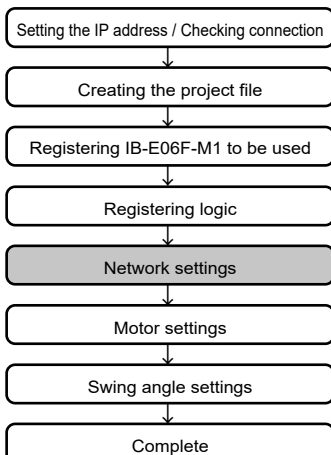 Setting the IP address / Checking connection
Creating the project file
Registering IB-E06F-M1 to be used
Registering logic
Network settings
Motor settings
Swing angle settings
Complete